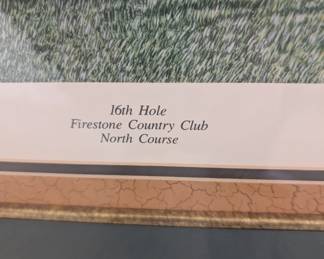 16th Hole
Firestone Country Club
North Course